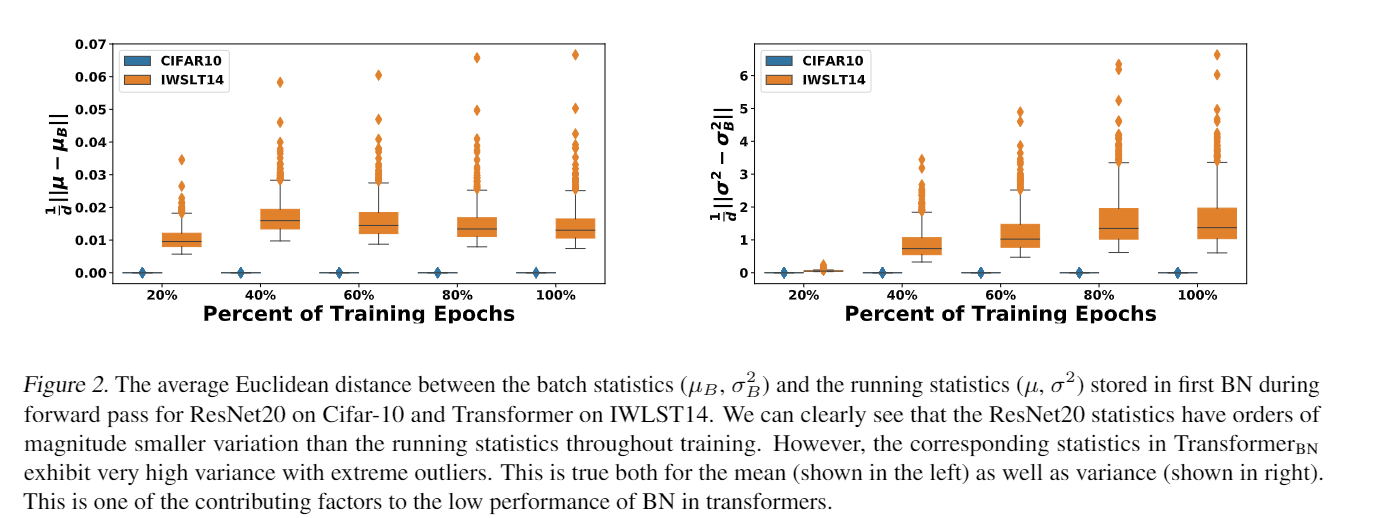 0.07
0.06
0.05
0.04
0.03
0.02
0.01
0.00
1/d ||μ − μ_B||
CIFAR10
IWSLT14
20% 40% 60% 80% 100%
Percent of Training Epochs
6
5
4
3
2
1
0
1/d ||σ² − σ²_B||
CIFAR10
IWSLT14
20% 40% 60% 80% 100%
Percent of Training Epochs
Figure 2. The average Euclidean distance between the batch statistics (μ_B, σ²_B) and the running statistics (μ, σ²) stored in first BN during
forward pass for ResNet20 on Cifar-10 and Transformer on IWLST14. We can clearly see that the ResNet20 statistics have orders of
magnitude smaller variation than the running statistics throughout training. However, the corresponding statistics in Transformer_BN
exhibit very high variance with extreme outliers. This is true both for the mean (shown in the left) as well as variance (shown in right).
This is one of the contributing factors to the low performance of BN in transformers.